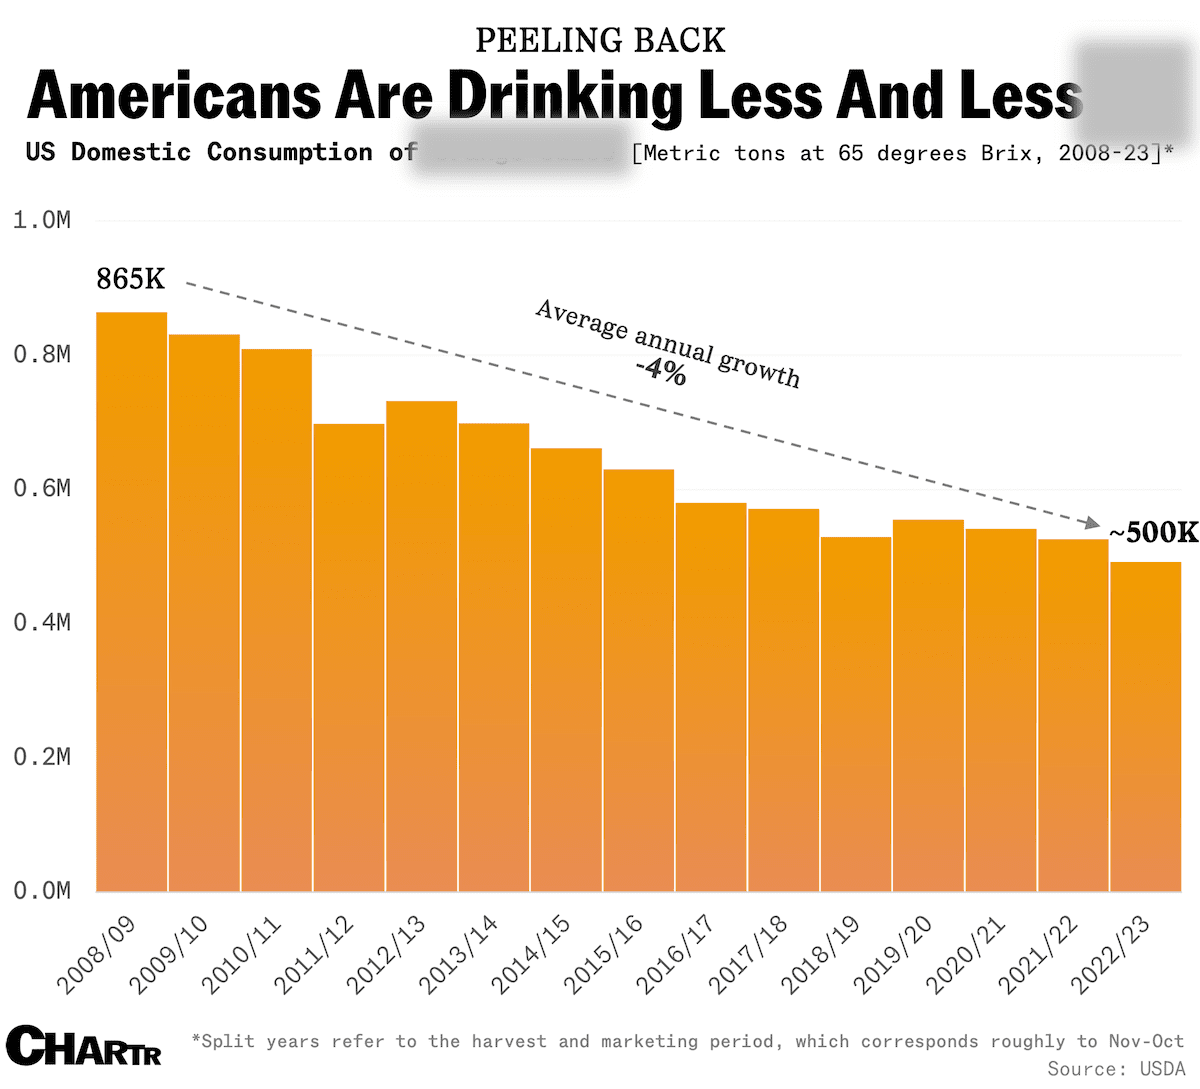 PEELING BACK
Americans Are Drinking Less And Less
US Domestic Consumption of [Metric tons at 65 degrees Brix, 2008-23]*
1.0M
865K
Average annual growth
-4%
0.8M
0.6M
~500K
0.4M
0.2M
0.0M
2008/09 2009/10 2010/11 2011/12 2012/13 2013/14 2014/15 2015/16 2016/17 2017/18 2018/19 2019/20 2020/21 2021/22 2022/23
CHARTR
*Split years refer to the harvest and marketing period, which corresponds roughly to Nov-Oct
Source: USDA